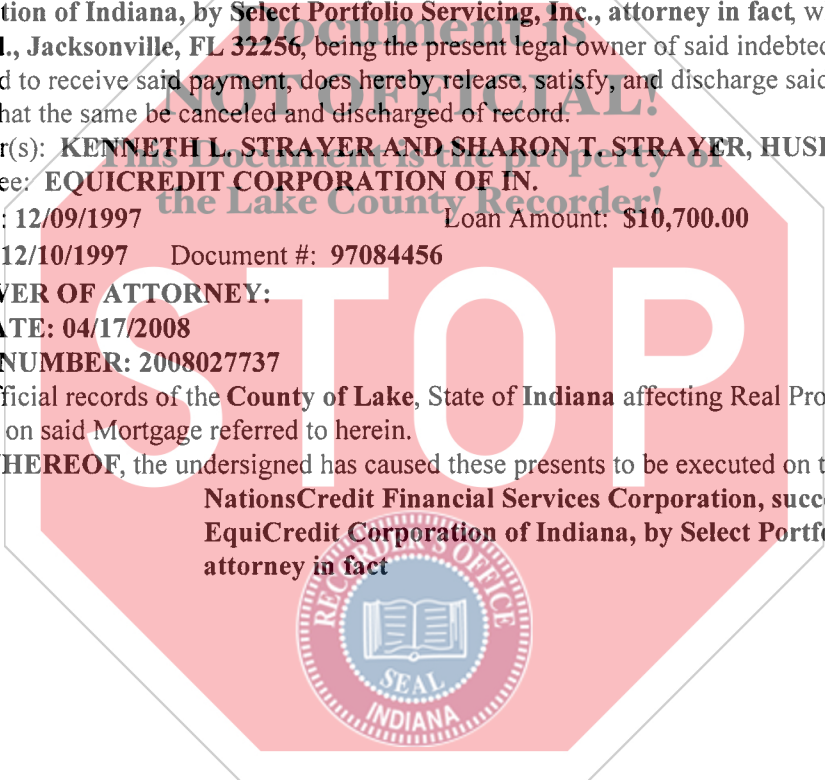 tion of Indiana, by Select Portfolio Servicing, Inc., attorney in fact, w
Document is
l., Jacksonville, FL 32256, being the present legal owner of said indebted
d to receive said payment, does hereby release, satisfy, and discharge said
NOT OFFICIAL!
hat the same be canceled and discharged of record.
r(s): KENNETH L. STRAYER AND SHARON T. STRAYER, HUSB
This Document is the property of
ee: EQUICREDIT CORPORATION OF IN.
the Lake County Recorder!
: 12/09/1997 Loan Amount: $10,700.00
12/10/1997 Document #: 97084456
VER OF ATTORNEY:
ATE: 04/17/2008
NUMBER: 2008027737
STOP
ficial records of the County of Lake, State of Indiana affecting Real Pro
on said Mortgage referred to herein.
HEREOF, the undersigned has caused these presents to be executed on t
NationsCredit Financial Services Corporation, succ
EquiCredit Corporation of Indiana, by Select Portfo
attorney in fact
RECORDER'S OFFICE
SEAL
INDIANA